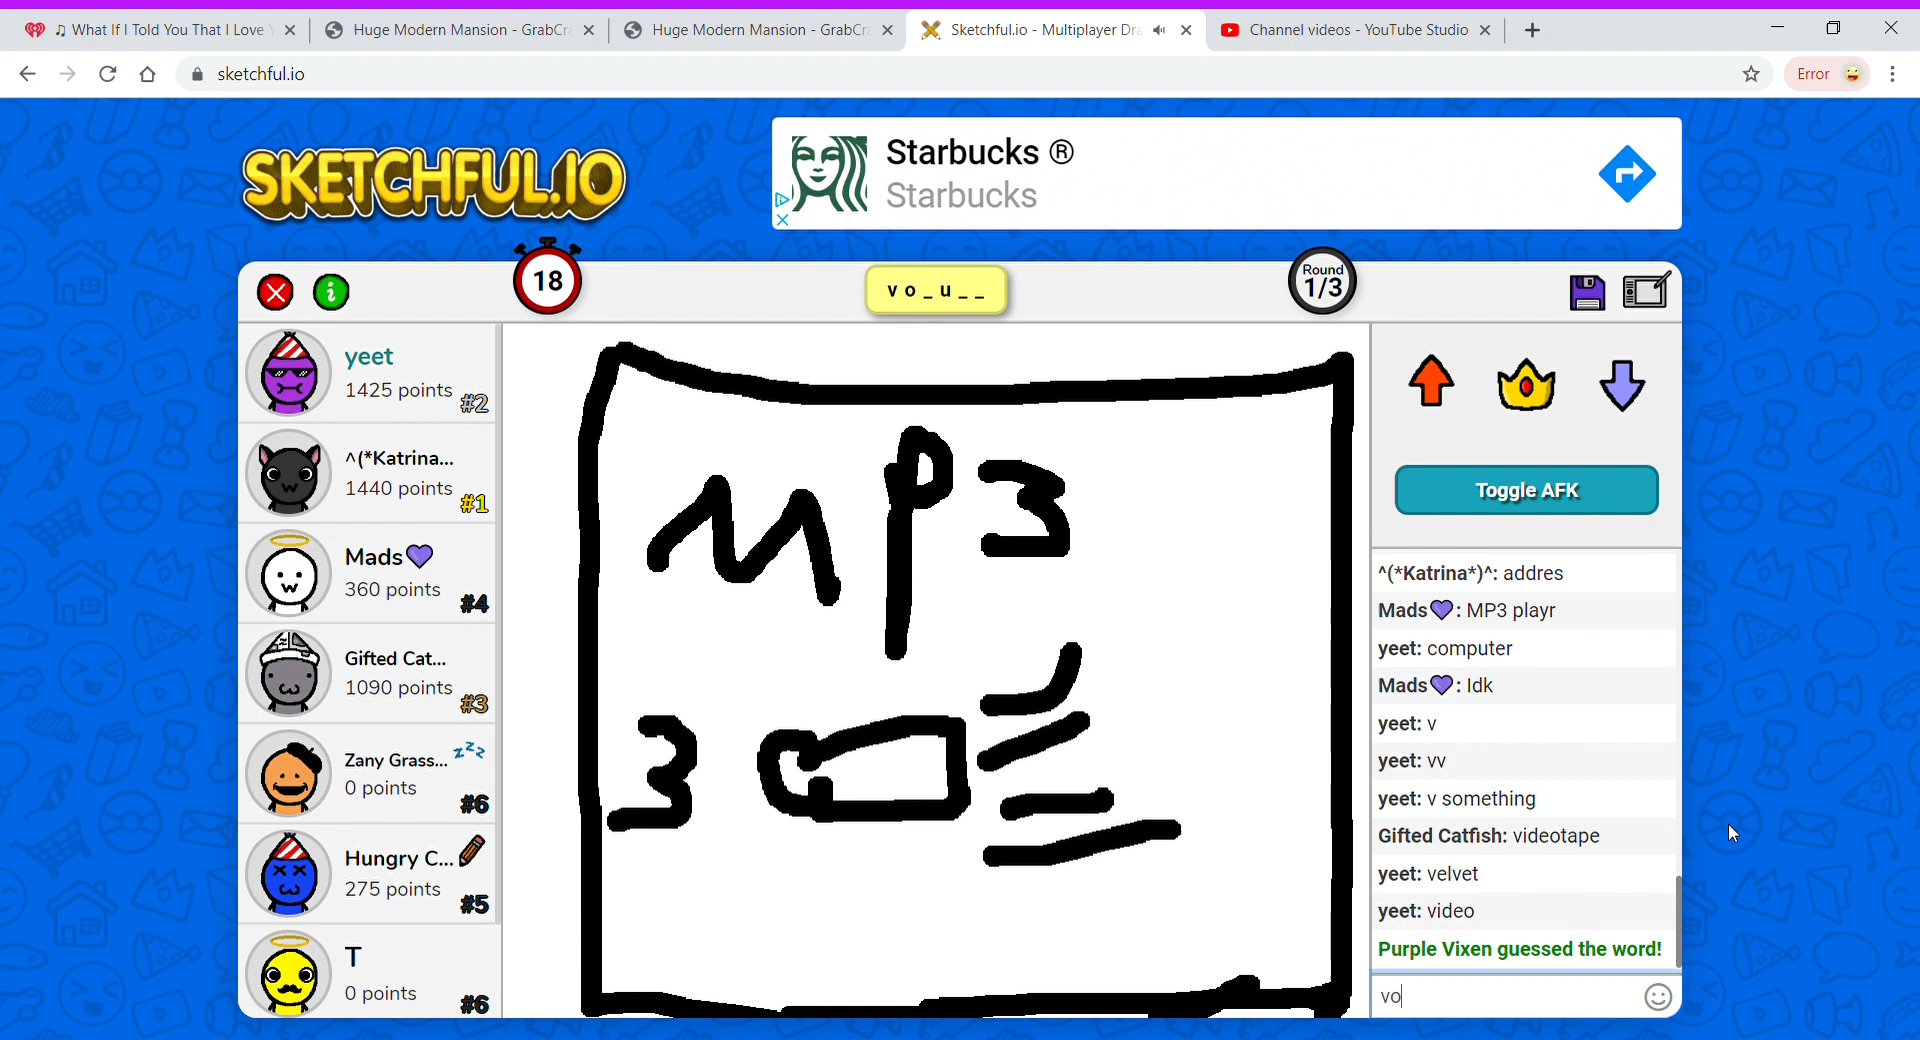 ♫ What If I Told You That I Love Y
Huge Modern Mansion - GrabCra
Huge Modern Mansion - GrabCra
Sketchful.io - Multiplayer Dra
Channel videos - YouTube Studio
sketchful.io
Error
SKETCHFUL.IO
Starbucks ®
Starbucks
18
v o _ u _ _
Round
1/3
yeet
1425 points
#2
^(*Katrina...
1440 points
#1
Mads💜
360 points
#4
Gifted Cat...
1090 points
#3
Zany Grass...
zzz
0 points
#6
Hungry C...
275 points
#5
T
0 points
#6
MP3
3
Toggle AFK
^(*Katrina*)^: addres
Mads💜: MP3 playr
yeet: computer
Mads💜: Idk
yeet: v
yeet: vv
yeet: v something
Gifted Catfish: videotape
yeet: velvet
yeet: video
Purple Vixen guessed the word!
vo